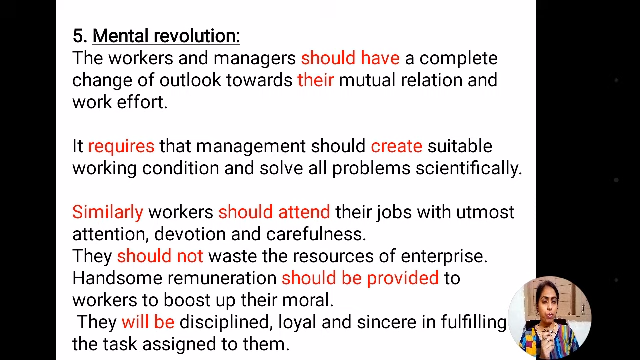 5. Mental revolution:
The workers and managers should have a complete
change of outlook towards their mutual relation and
work effort.
It requires that management should create suitable
working condition and solve all problems scientifically.
Similarly workers should attend their jobs with utmost
attention, devotion and carefulness.
They should not waste the resources of enterprise.
Handsome remuneration should be provided to
workers to boost up their moral.
They will be disciplined, loyal and sincere in fulfilling
the task assigned to them.